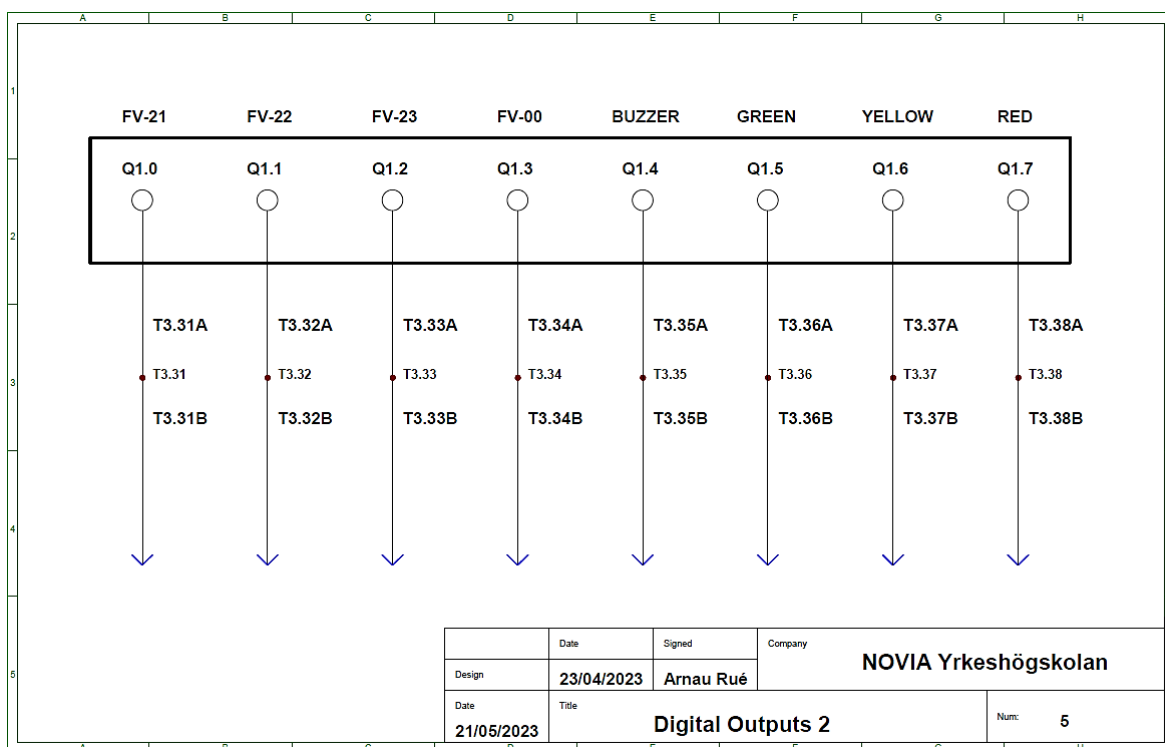 A B C D E F G H
1
FV-21 FV-22 FV-23 FV-00 BUZZER GREEN YELLOW RED
Q1.0 Q1.1 Q1.2 Q1.3 Q1.4 Q1.5 Q1.6 Q1.7
2
T3.31A T3.32A T3.33A T3.34A T3.35A T3.36A T3.37A T3.38A
3
T3.31 T3.32 T3.33 T3.34 T3.35 T3.36 T3.37 T3.38
T3.31B T3.32B T3.33B T3.34B T3.35B T3.36B T3.37B T3.38B
4
Date Signed Company
NOVIA Yrkeshögskolan
5
Design 23/04/2023 Arnau Rué
Date Title
21/05/2023 Digital Outputs 2 Num: 5
A B C D E F G H